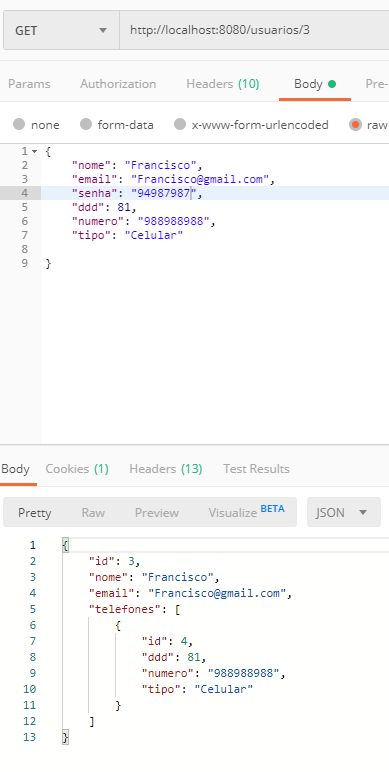 GET http://localhost:8080/usuarios/3
Params Authorization Headers (10) Body Pre-
none form-data x-www-form-urlencoded raw
1 {
2 "nome": "Francisco",
3 "email": "Francisco@gmail.com",
4 "senha": "94987987",
5 "ddd": 81,
6 "numero": "988988988",
7 "tipo": "Celular"
8
9 }
Body Cookies (1) Headers (13) Test Results
Pretty Raw Preview Visualize BETA JSON
1 {
2 "id": 3,
3 "nome": "Francisco",
4 "email": "Francisco@gmail.com",
5 "telefones": [
6 {
7 "id": 4,
8 "ddd": 81,
9 "numero": "988988988",
10 "tipo": "Celular"
11 }
12 ]
13 }